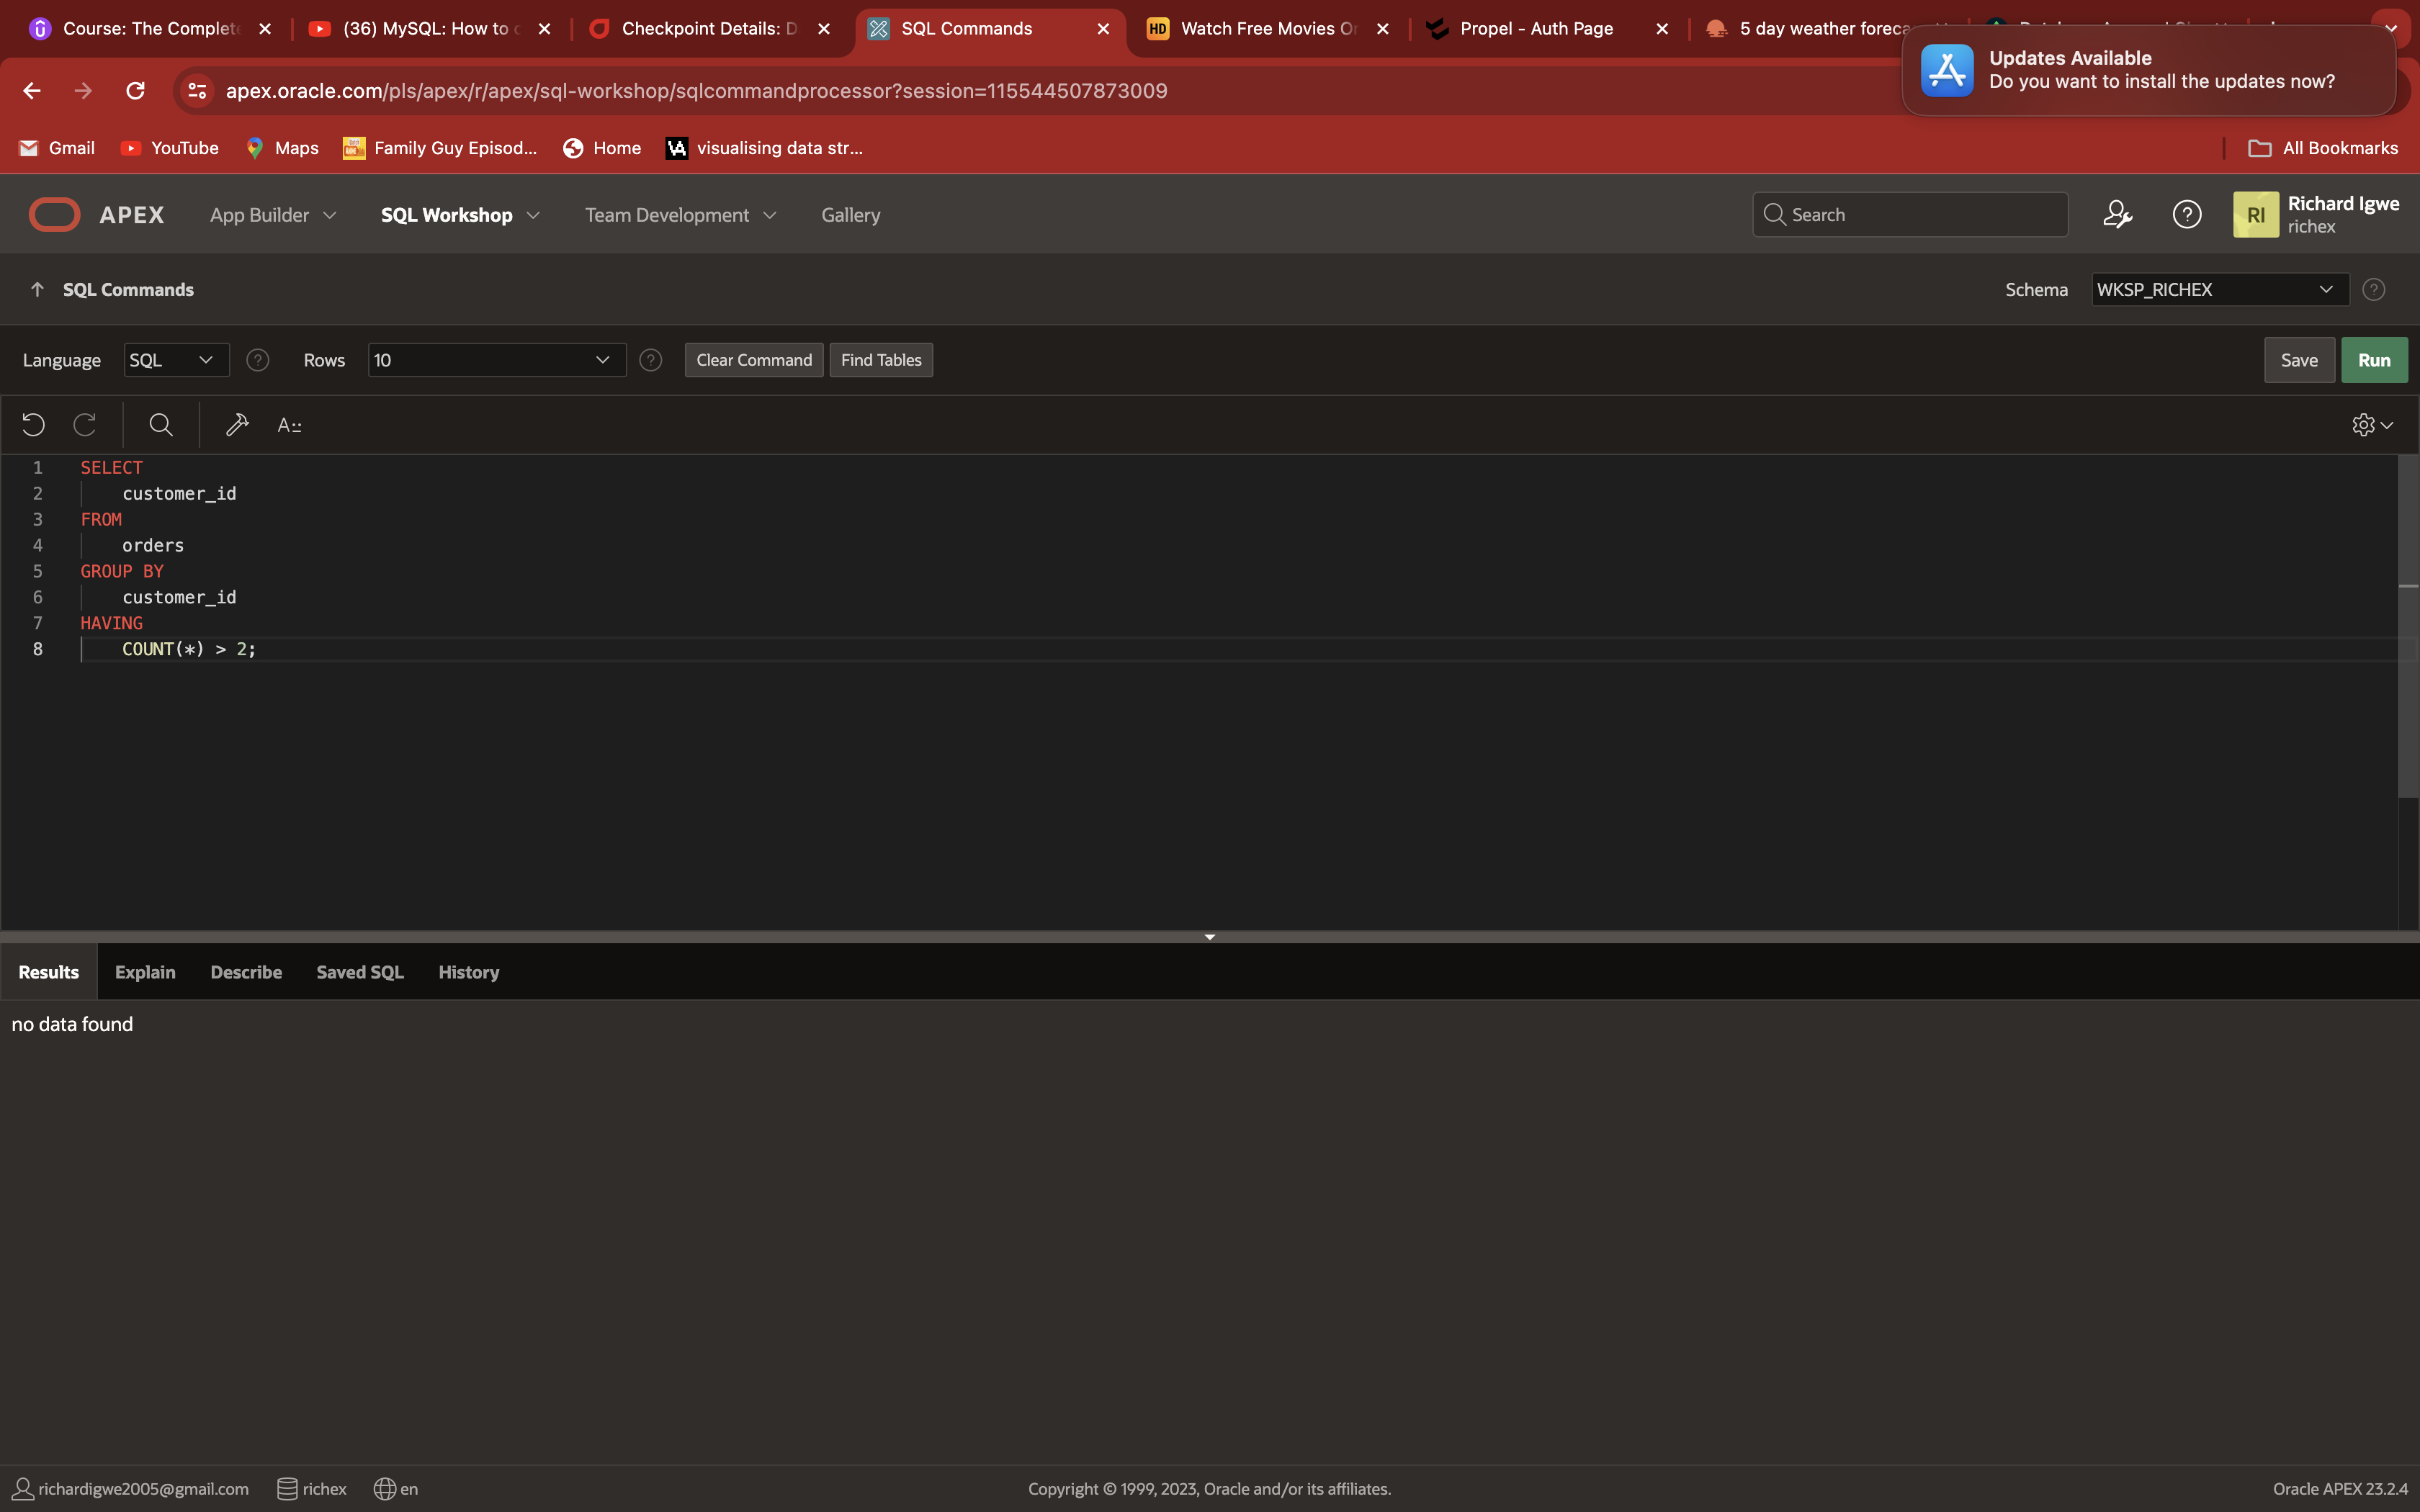 Course: The Complete
(36) MySQL: How to c
Checkpoint Details: D
SQL Commands
HD Watch Free Movies On
Propel - Auth Page
5 day weather foreca
Updates Available
Do you want to install the updates now?
apex.oracle.com/pls/apex/r/apex/sql-workshop/sqlcommandprocessor?session=115544507873009
Gmail
YouTube
Maps
Family Guy Episod...
Home
visualising data str...
All Bookmarks
APEX
App Builder
SQL Workshop
Team Development
Gallery
Search
RI
Richard Igwe
richex
SQL Commands
Schema
WKSP_RICHEX
Language
SQL
Rows
10
Clear Command
Find Tables
Save
Run
1 SELECT
2 customer_id
3 FROM
4 orders
5 GROUP BY
6 customer_id
7 HAVING
8 COUNT(*) > 2;
Results
Explain
Describe
Saved SQL
History
no data found
richardigwe2005@gmail.com
richex
en
Copyright © 1999, 2023, Oracle and/or its affiliates.
Oracle APEX 23.2.4